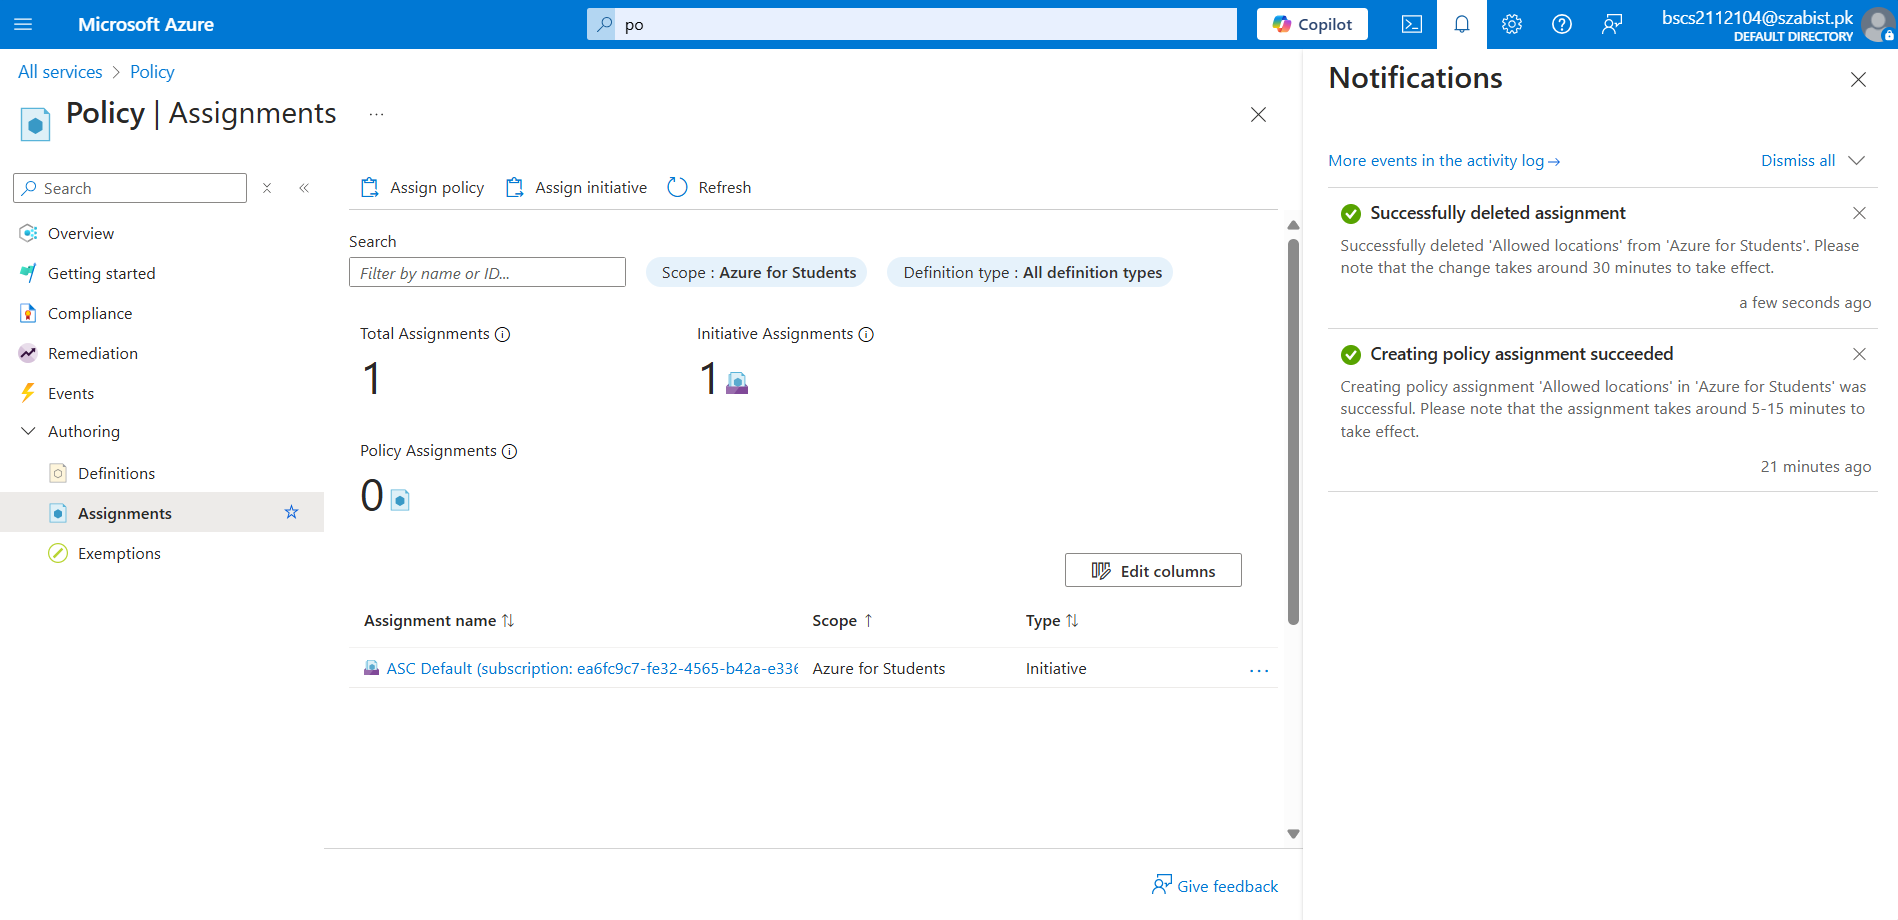 Microsoft Azure
po
Copilot
bscs2112104@szabist.pk
DEFAULT DIRECTORY
All services > Policy
Policy | Assignments ...
Search
Overview
Getting started
Compliance
Remediation
Events
Authoring
Definitions
Assignments
Exemptions
Assign policy
Assign initiative
Refresh
Search
Filter by name or ID...
Scope : Azure for Students
Definition type : All definition types
Total Assignments
1
Initiative Assignments
1
Policy Assignments
0
Edit columns
Assignment name Scope Type
ASC Default (subscription: ea6fc9c7-fe32-4565-b42a-e336 Azure for Students Initiative ...
Give feedback
Notifications
More events in the activity log →
Dismiss all
Successfully deleted assignment
Successfully deleted 'Allowed locations' from 'Azure for Students'. Please
note that the change takes around 30 minutes to take effect.
a few seconds ago
Creating policy assignment succeeded
Creating policy assignment 'Allowed locations' in 'Azure for Students' was
successful. Please note that the assignment takes around 5-15 minutes to
take effect.
21 minutes ago